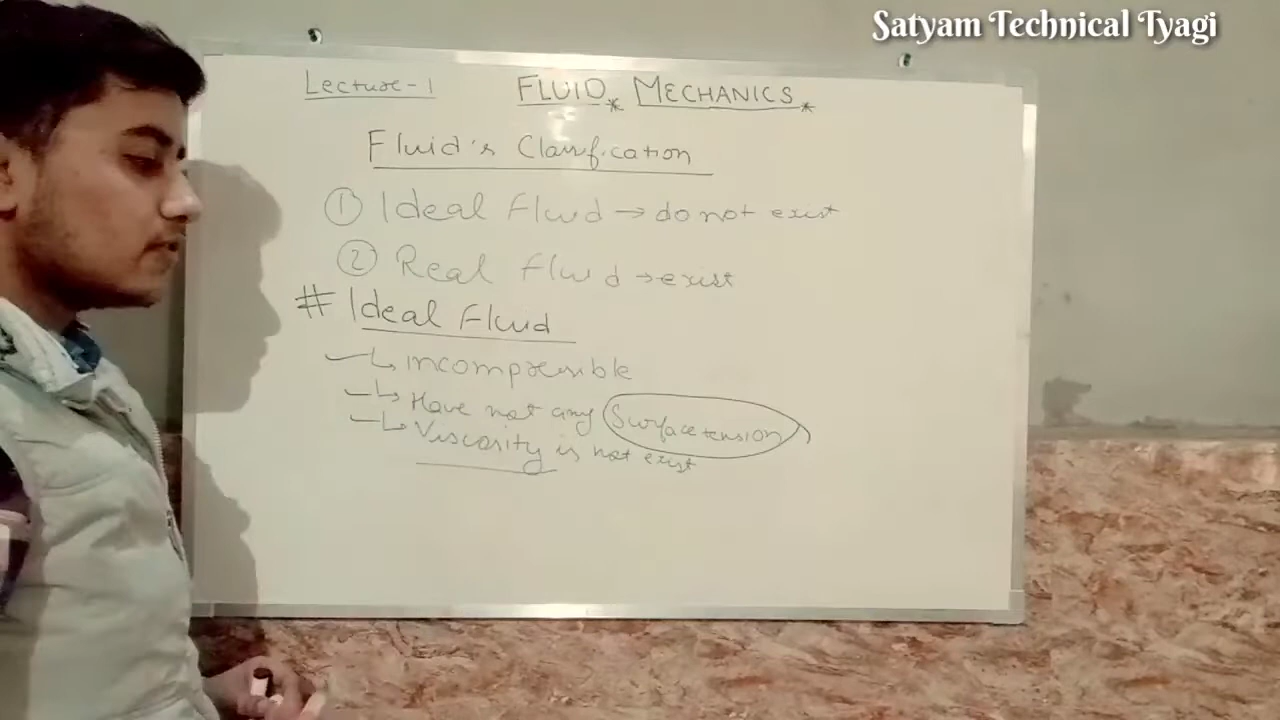 Satyam Technical Tyagi
Lecture-1 FLUID MECHANICS
Fluid's Classification
① Ideal Fluid → do not exist
② Real Fluid → exist
# Ideal Fluid
↳ incompressible
↳ Have not any Surface tension
↳ Viscosity is not exist